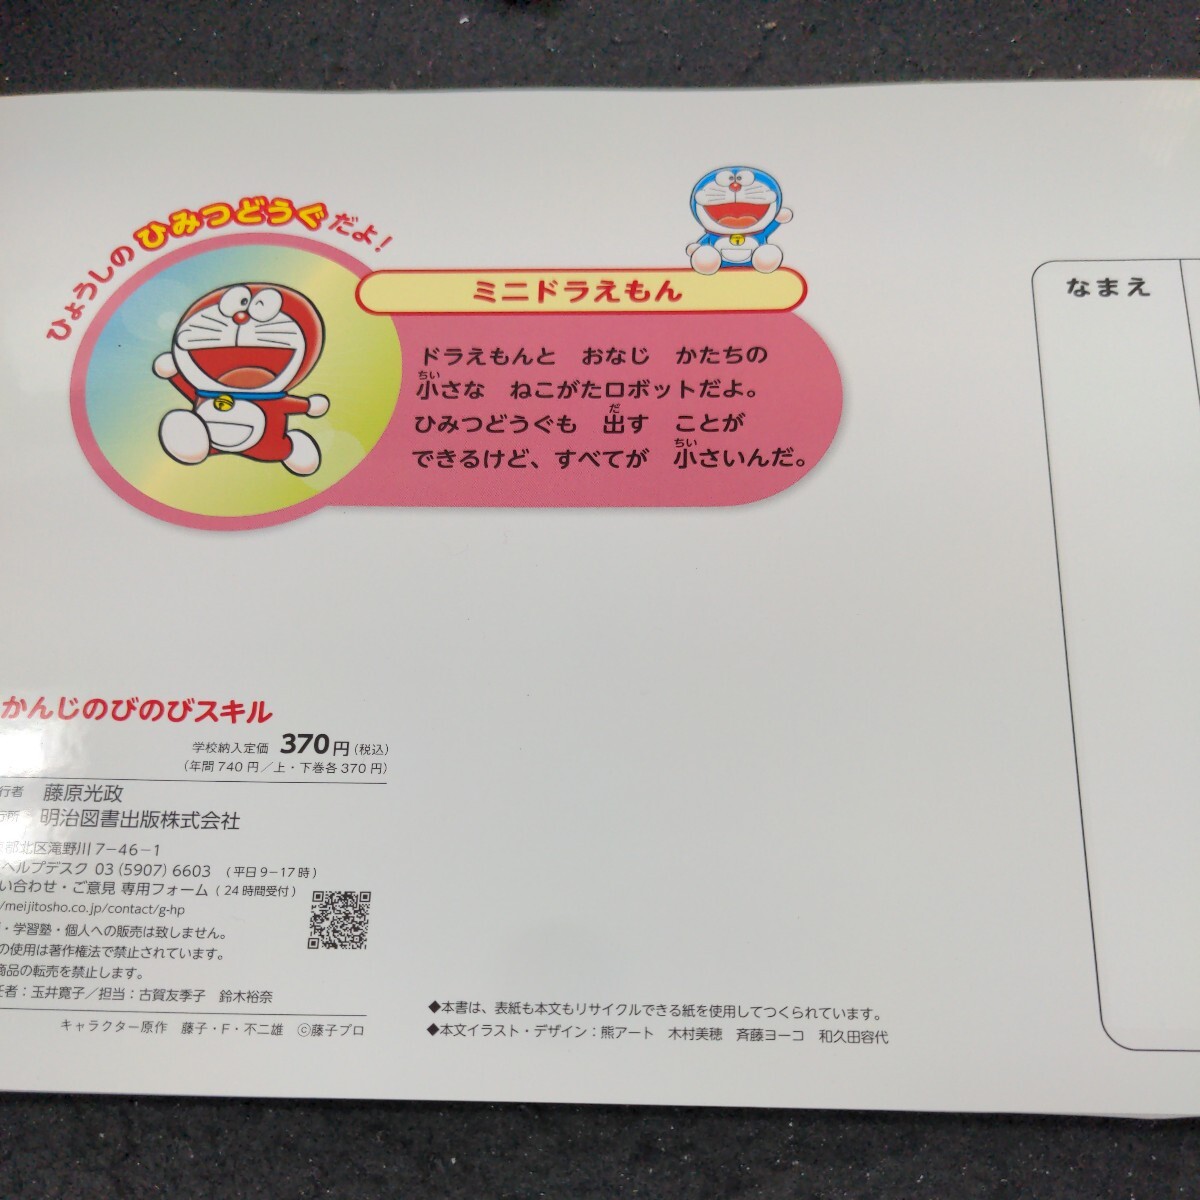 ひょうしの ひみつどうぐ だよ!
ミニドラえもん
ドラえもんと おなじ かたちの
ちい
小さな ねこがたロボットだよ。
だ
ひみつどうぐも 出す ことが
ちい
できるけど、すべてが 小さいんだ。
なまえ
かんじのびのびスキル
学校納入定価 370円(税込)
(年間740円/上・下巻各370円)
行者 藤原光政
所 明治図書出版株式会社
都北区滝野川7-46-1
ヘルプデスク 03(5907)6603 (平日9-17時)
い合わせ・ご意見 専用フォーム(24時間受付)
/meijitosho.co.jp/contact/g-hp
・学習塾・個人への販売は致しません。
の使用は著作権法で禁止されています。
商品の転売を禁止します。
任者:玉井寛子/担当:古賀友季子 鈴木裕奈
キャラクター原作 藤子・F・不二雄 ©藤子プロ
◆本書は、表紙も本文もリサイクルできる紙を使用してつくられています。
◆本文イラスト・デザイン:熊アート 木村美穂 斉藤ヨーコ 和久田容代